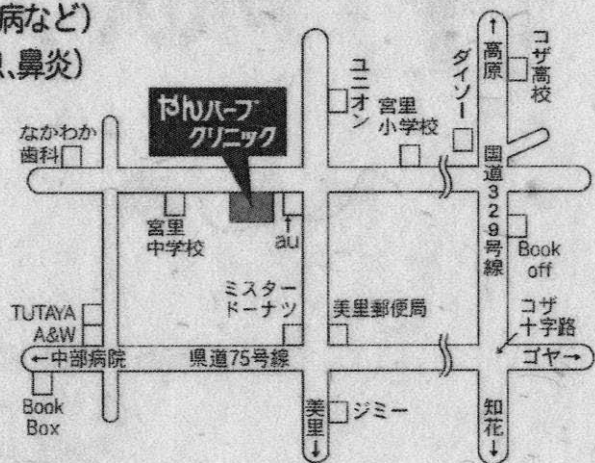 病など)
、鼻炎)
↑高原
コザ高校
ダイソー
ユニオン
宮里
小学校
やんハーブ
クリニック
なかわか
歯科
国道329号線
宮里
中学校
au
Book
off
ミスター
ドーナツ
美里郵便局
コザ
十字路
TUTAYA
A&W
←中部病院
県道75号線
ゴヤ→
Book
Box
美里↓
ジミー
知花↓